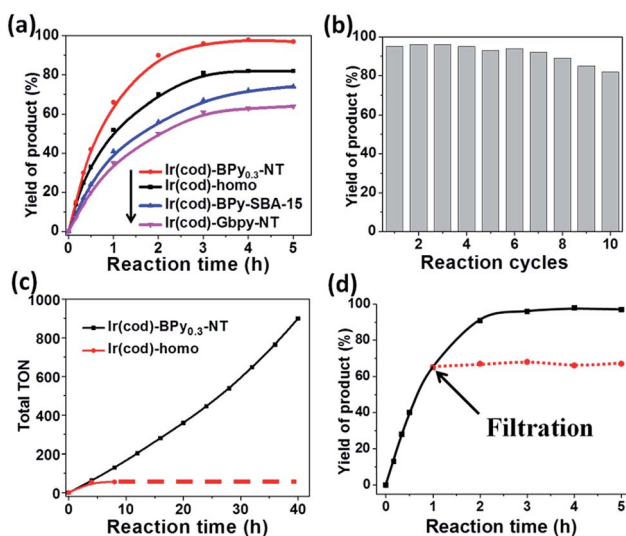 (a)
100
80
60
40
20
0
Yield of product (%)
Ir(cod)-BPy0.3-NT
Ir(cod)-homo
Ir(cod)-BPy-SBA-15
Ir(cod)-Gbpy-NT
0 1 2 3 4 5
Reaction time (h)
(b)
100
80
60
40
20
0
Yield of product (%)
2 4 6 8 10
Reaction cycles
(c)
1000
800
600
400
200
0
Total TON
Ir(cod)-BPy0.3-NT
Ir(cod)-homo
0 10 20 30 40
Reaction time (h)
(d)
100
80
60
40
20
0
Yield of product (%)
Filtration
0 1 2 3 4 5
Reaction time (h)